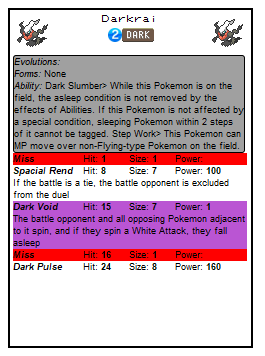 Darkrai
2 DARK
Evolutions:
Forms: None
Ability: Dark Slumber> While this Pokemon is on the
field, the asleep condition is not removed by the
effects of Abilities. If this Pokemon is not affected by
a special condition, sleeping Pokemon within 2 steps
of it cannot be tagged. Step Work> This Pokemon can
MP move over non-Flying-type Pokemon on the field.
Miss Hit: 1 Size: 1 Power:
Spacial Rend Hit: 8 Size: 7 Power: 100
If the battle is a tie, the battle opponent is excluded
from the duel
Dark Void Hit: 15 Size: 7 Power: 1
The battle opponent and all opposing Pokemon adjacent
to it spin, and if they spin a White Attack, they fall
asleep
Miss Hit: 16 Size: 1 Power:
Dark Pulse Hit: 24 Size: 8 Power: 160